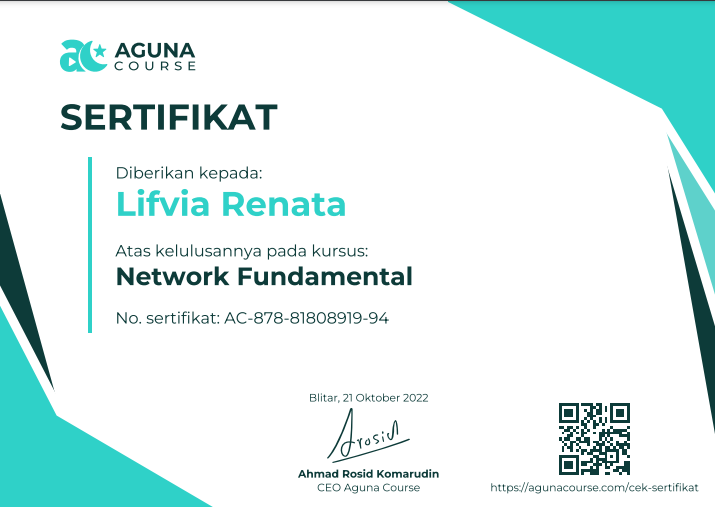 AGUNA
COURSE
SERTIFIKAT
Diberikan kepada:
Lifvia Renata
Atas kelulusannya pada kursus:
Network Fundamental
No. sertifikat: AC-878-81808919-94
Blitar, 21 Oktober 2022
Arosid
Ahmad Rosid Komarudin
CEO Aguna Course
https://agunacourse.com/cek-sertifikat